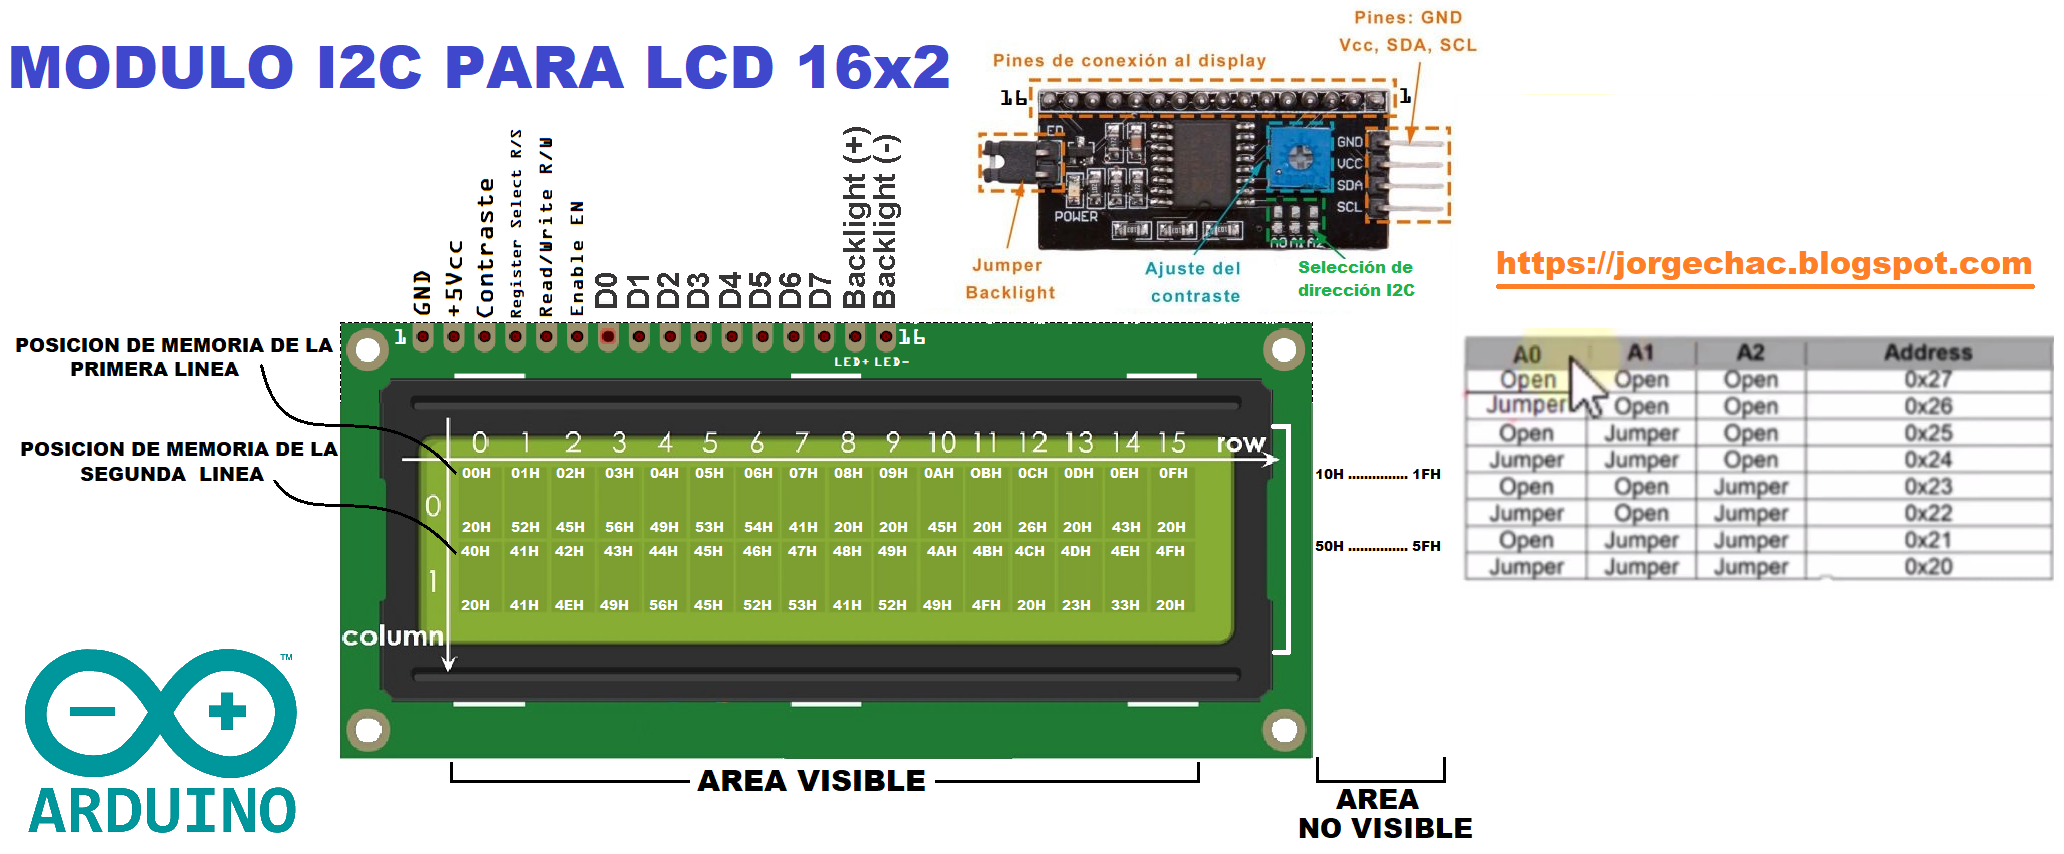 MODULO I2C PARA LCD 16x2
Pines: GND
Vcc, SDA, SCL
Pines de conexión al display
16
1
LED
GND
VCC
SDA
SCL
POWER
A0 A1 A2
Jumper
Backlight
Ajuste del
contraste
Selección de
dirección I2C
https://jorgechac.blogspot.com
GND
+5Vcc
Contraste
Register Select R/S
Read/Write R/W
Enable EN
D0
D1
D2
D3
D4
D5
D6
D7
Backlight (+)
Backlight (-)
1
16
LED+ LED-
POSICION DE MEMORIA DE LA
PRIMERA LINEA
POSICION DE MEMORIA DE LA
SEGUNDA LINEA
0 1 2 3 4 5 6 7 8 9 10 11 12 13 14 15 row
00H 01H 02H 03H 04H 05H 06H 07H 08H 09H 0AH OBH 0CH 0DH 0EH 0FH
0
20H 52H 45H 56H 49H 53H 54H 41H 20H 20H 45H 20H 26H 20H 43H 20H
40H 41H 42H 43H 44H 45H 46H 47H 48H 49H 4AH 4BH 4CH 4DH 4EH 4FH
1
20H 41H 4EH 49H 56H 45H 52H 53H 41H 52H 49H 4FH 20H 23H 33H 20H
column
10H .............. 1FH
50H .............. 5FH
A0 A1 A2 Address
Open Open Open 0x27
Jumper Open Open 0x26
Open Jumper Open 0x25
Jumper Jumper Open 0x24
Open Open Jumper 0x23
Jumper Open Jumper 0x22
Open Jumper Jumper 0x21
Jumper Jumper Jumper 0x20
AREA VISIBLE
AREA
NO VISIBLE
TM
ARDUINO